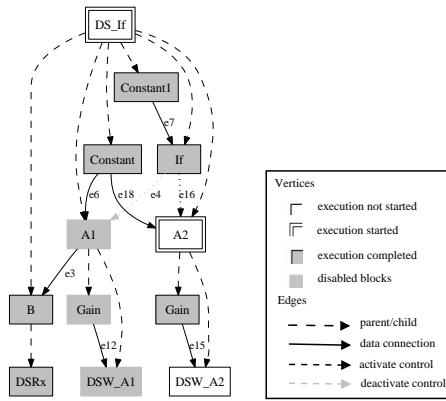 DS_If
Constant1
e7
Constant
If
e6
e18
e4
e16
A1
A2
e3
B
Gain
Gain
e12
e15
DSRx
DSW_A1
DSW_A2
Vertices
execution not started
execution started
execution completed
disabled blocks
Edges
parent/child
data connection
activate control
deactivate control